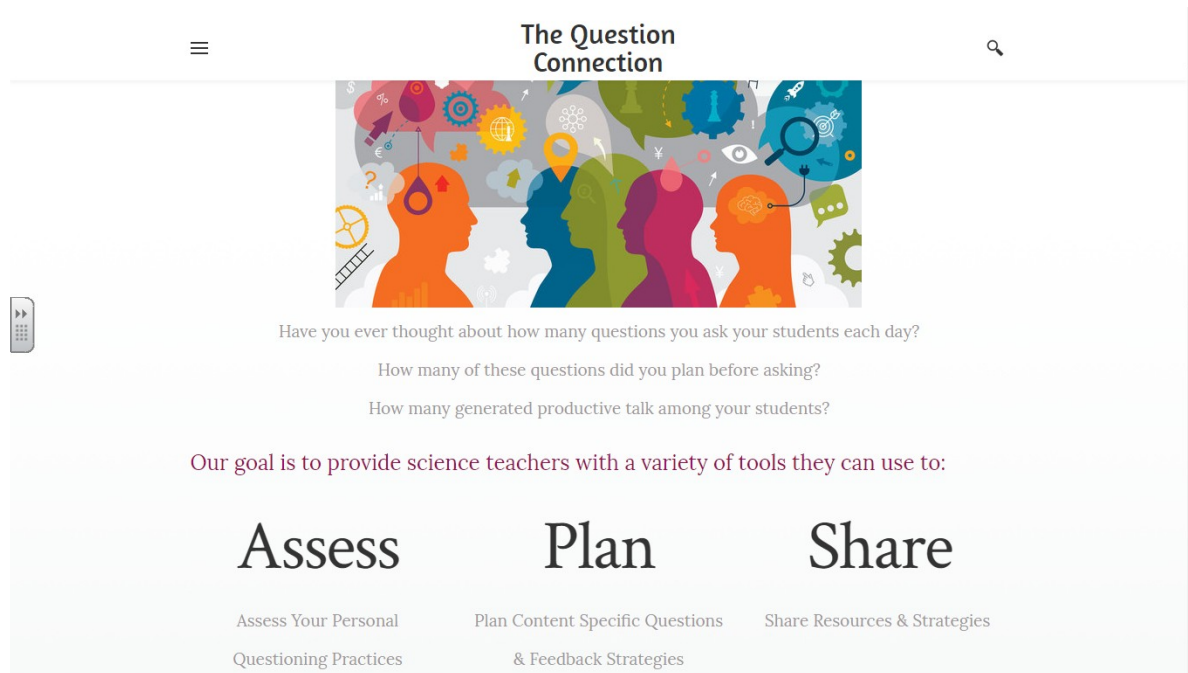 The Question
Connection
Have you ever thought about how many questions you ask your students each day?
How many of these questions did you plan before asking?
How many generated productive talk among your students?
Our goal is to provide science teachers with a variety of tools they can use to:
Assess
Plan
Share
Assess Your Personal
Questioning Practices
Plan Content Specific Questions
& Feedback Strategies
Share Resources & Strategies